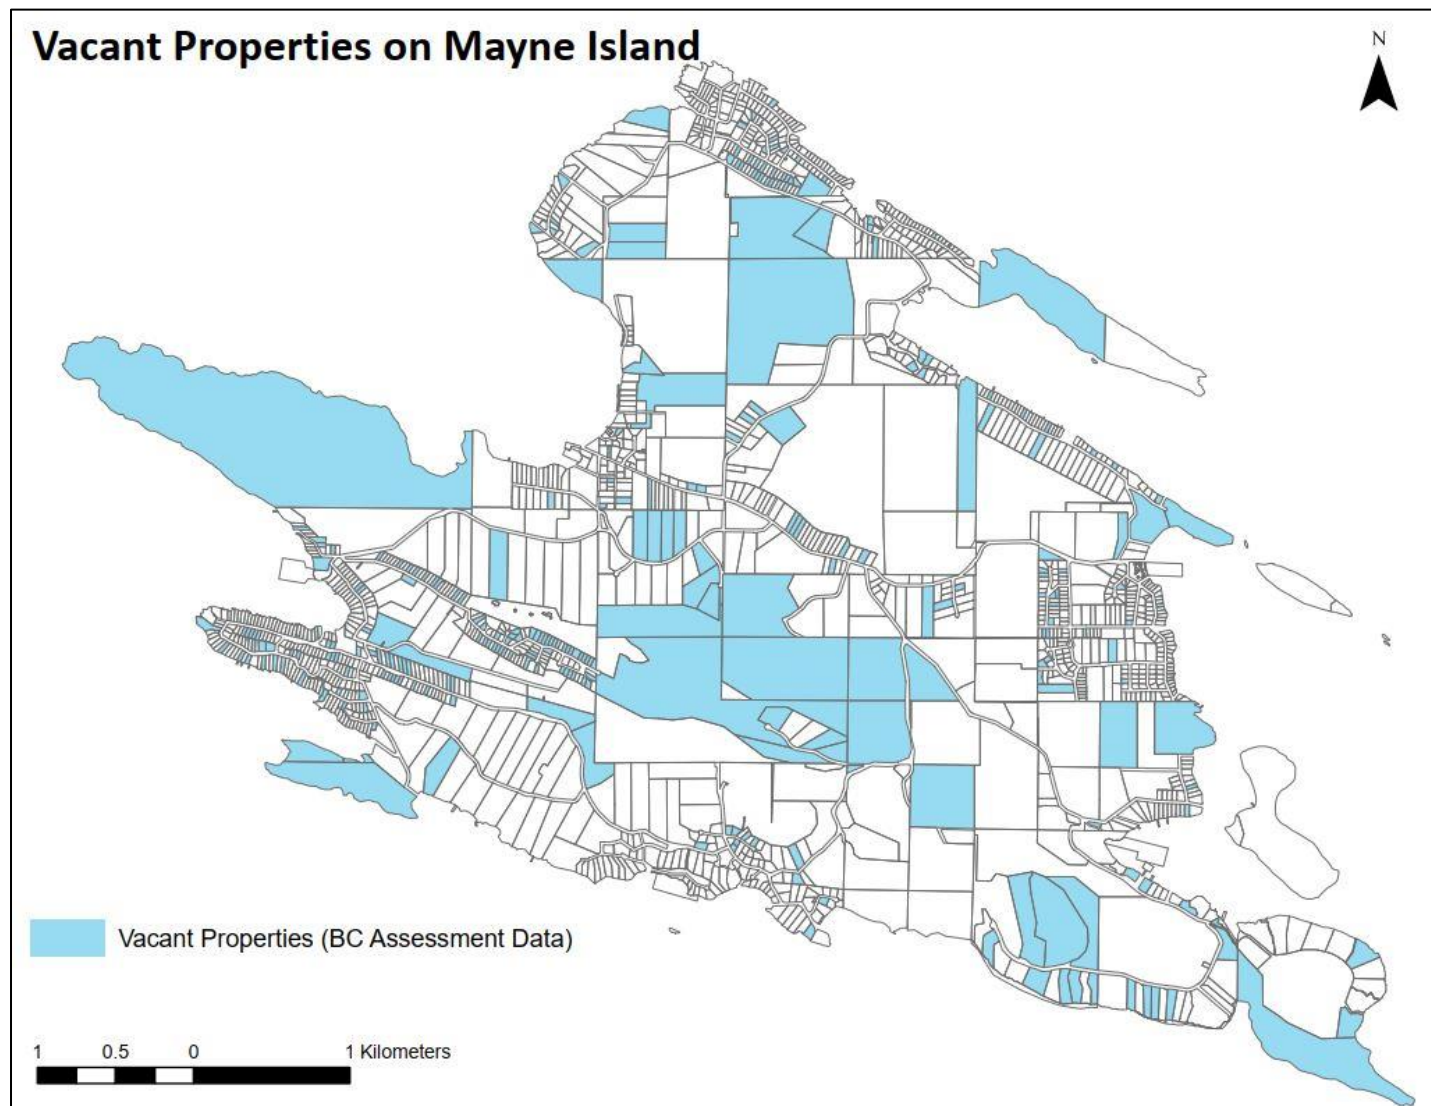 Vacant Properties on Mayne Island
N
Vacant Properties (BC Assessment Data)
1 0.5 0 1 Kilometers